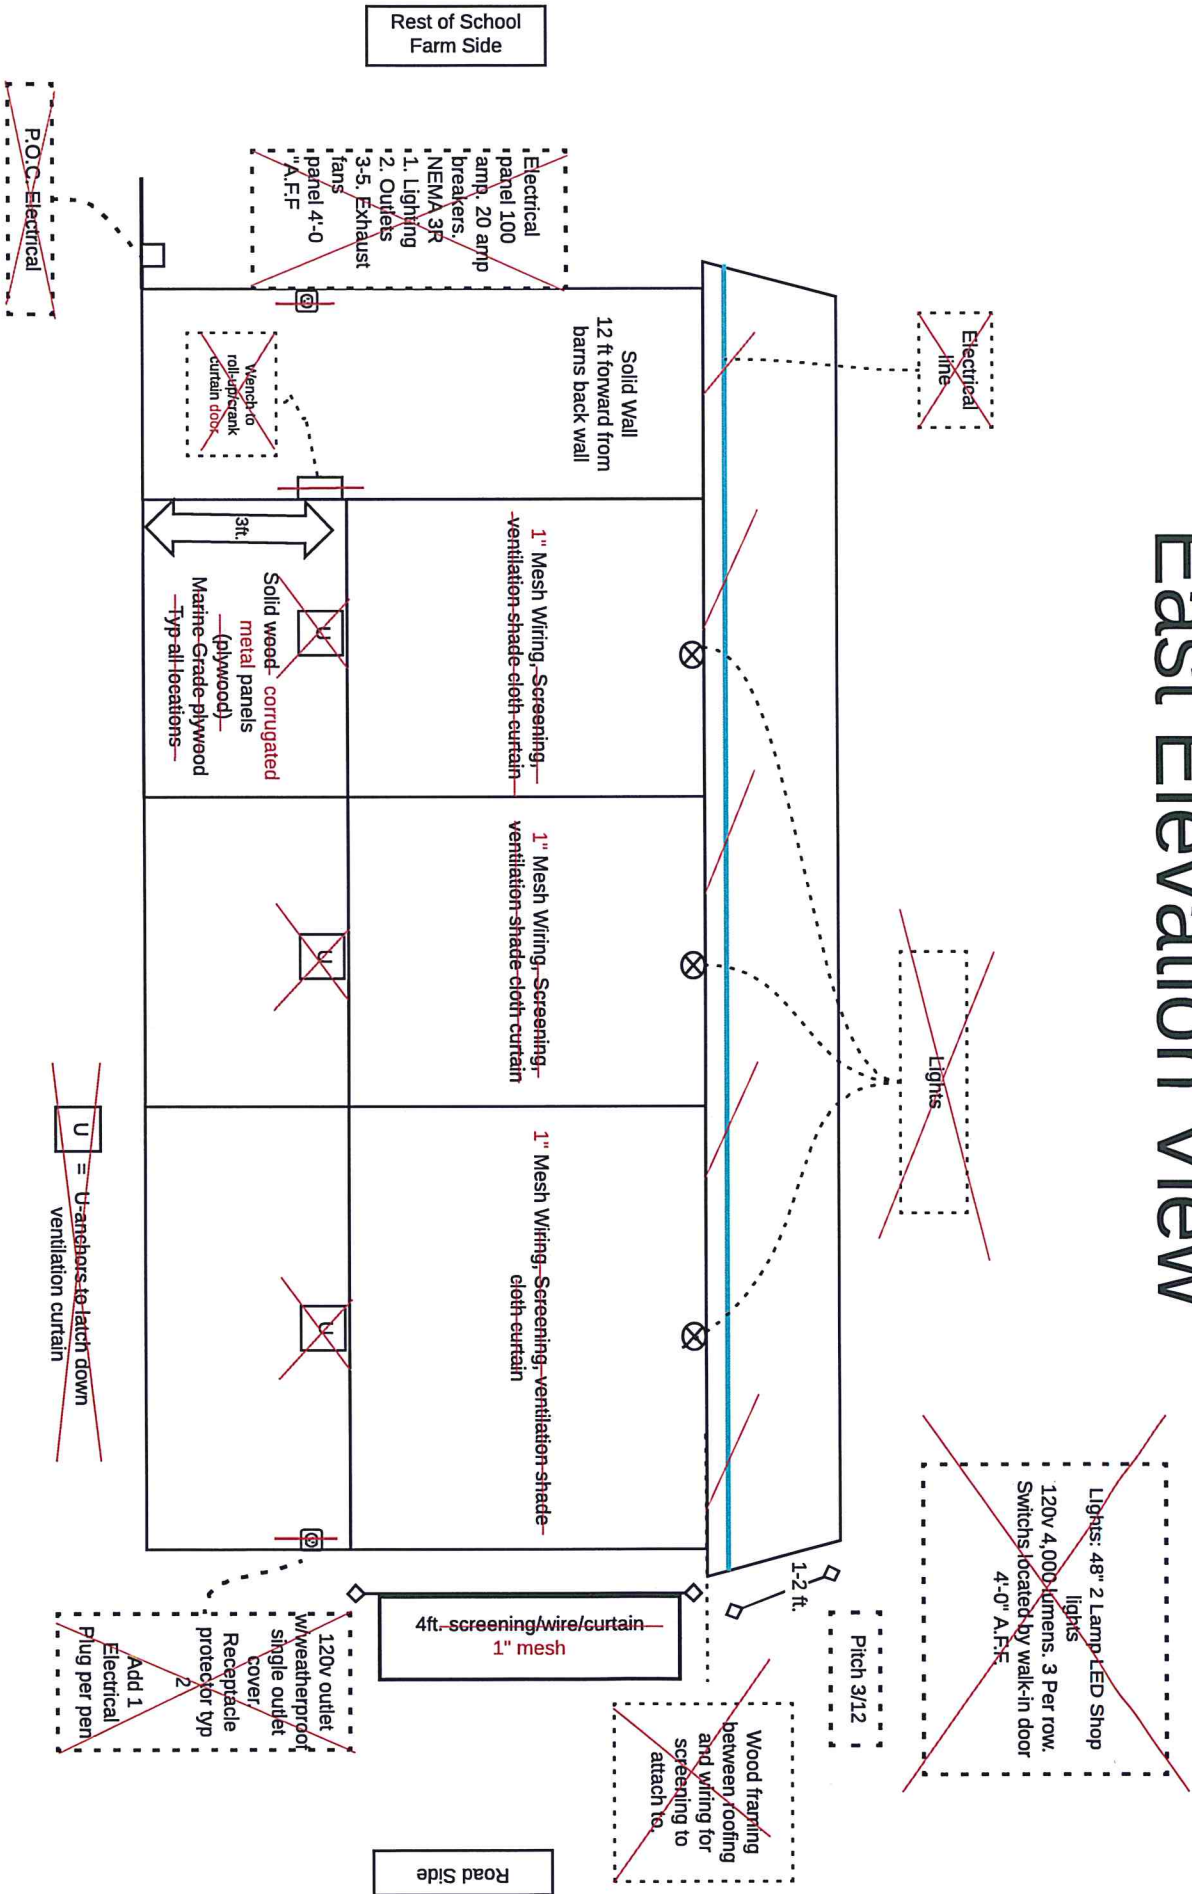 East Elevation View
Rest of School
Farm Side
P.O.C. Electrical
Electrical
panel 100
amp. 20 amp
breakers.
NEMA 3R
1. Lighting
2. Outlets
3-5. Exhaust
fans
panel 4'-0
"A.F.F
Electrical
line
Solid Wall
12 ft forward from
barns back wall
Wench to
roll-up/crank
curtain door
3ft.
1" Mesh Wiring, Screening,
ventilation shade cloth curtain
Solid wood corrugated
metal panels
(plywood)
Marine Grade plywood
Typ all locations
U
1" Mesh Wiring, Screening,
ventilation shade cloth curtain
U
1" Mesh Wiring, Screening, ventilation shade
cloth curtain
U
Lights
U = U-anchors to latch down
ventilation curtain
Lights: 48" 2 Lamp LED Shop
lights
120v 4,000 lumens. 3 Per row.
Switchs located by walk-in door
4'-0" A.F.F.
1-2 ft.
Pitch 3/12
4ft. screening/wire/curtain
1" mesh
Wood framing
between roofing
and wiring for
screening to
attach to.
120v outlet
w/weatherproof
single outlet
cover.
Receptacle
protector typ
2
Add 1
Electrical
Plug per pen
Road Side